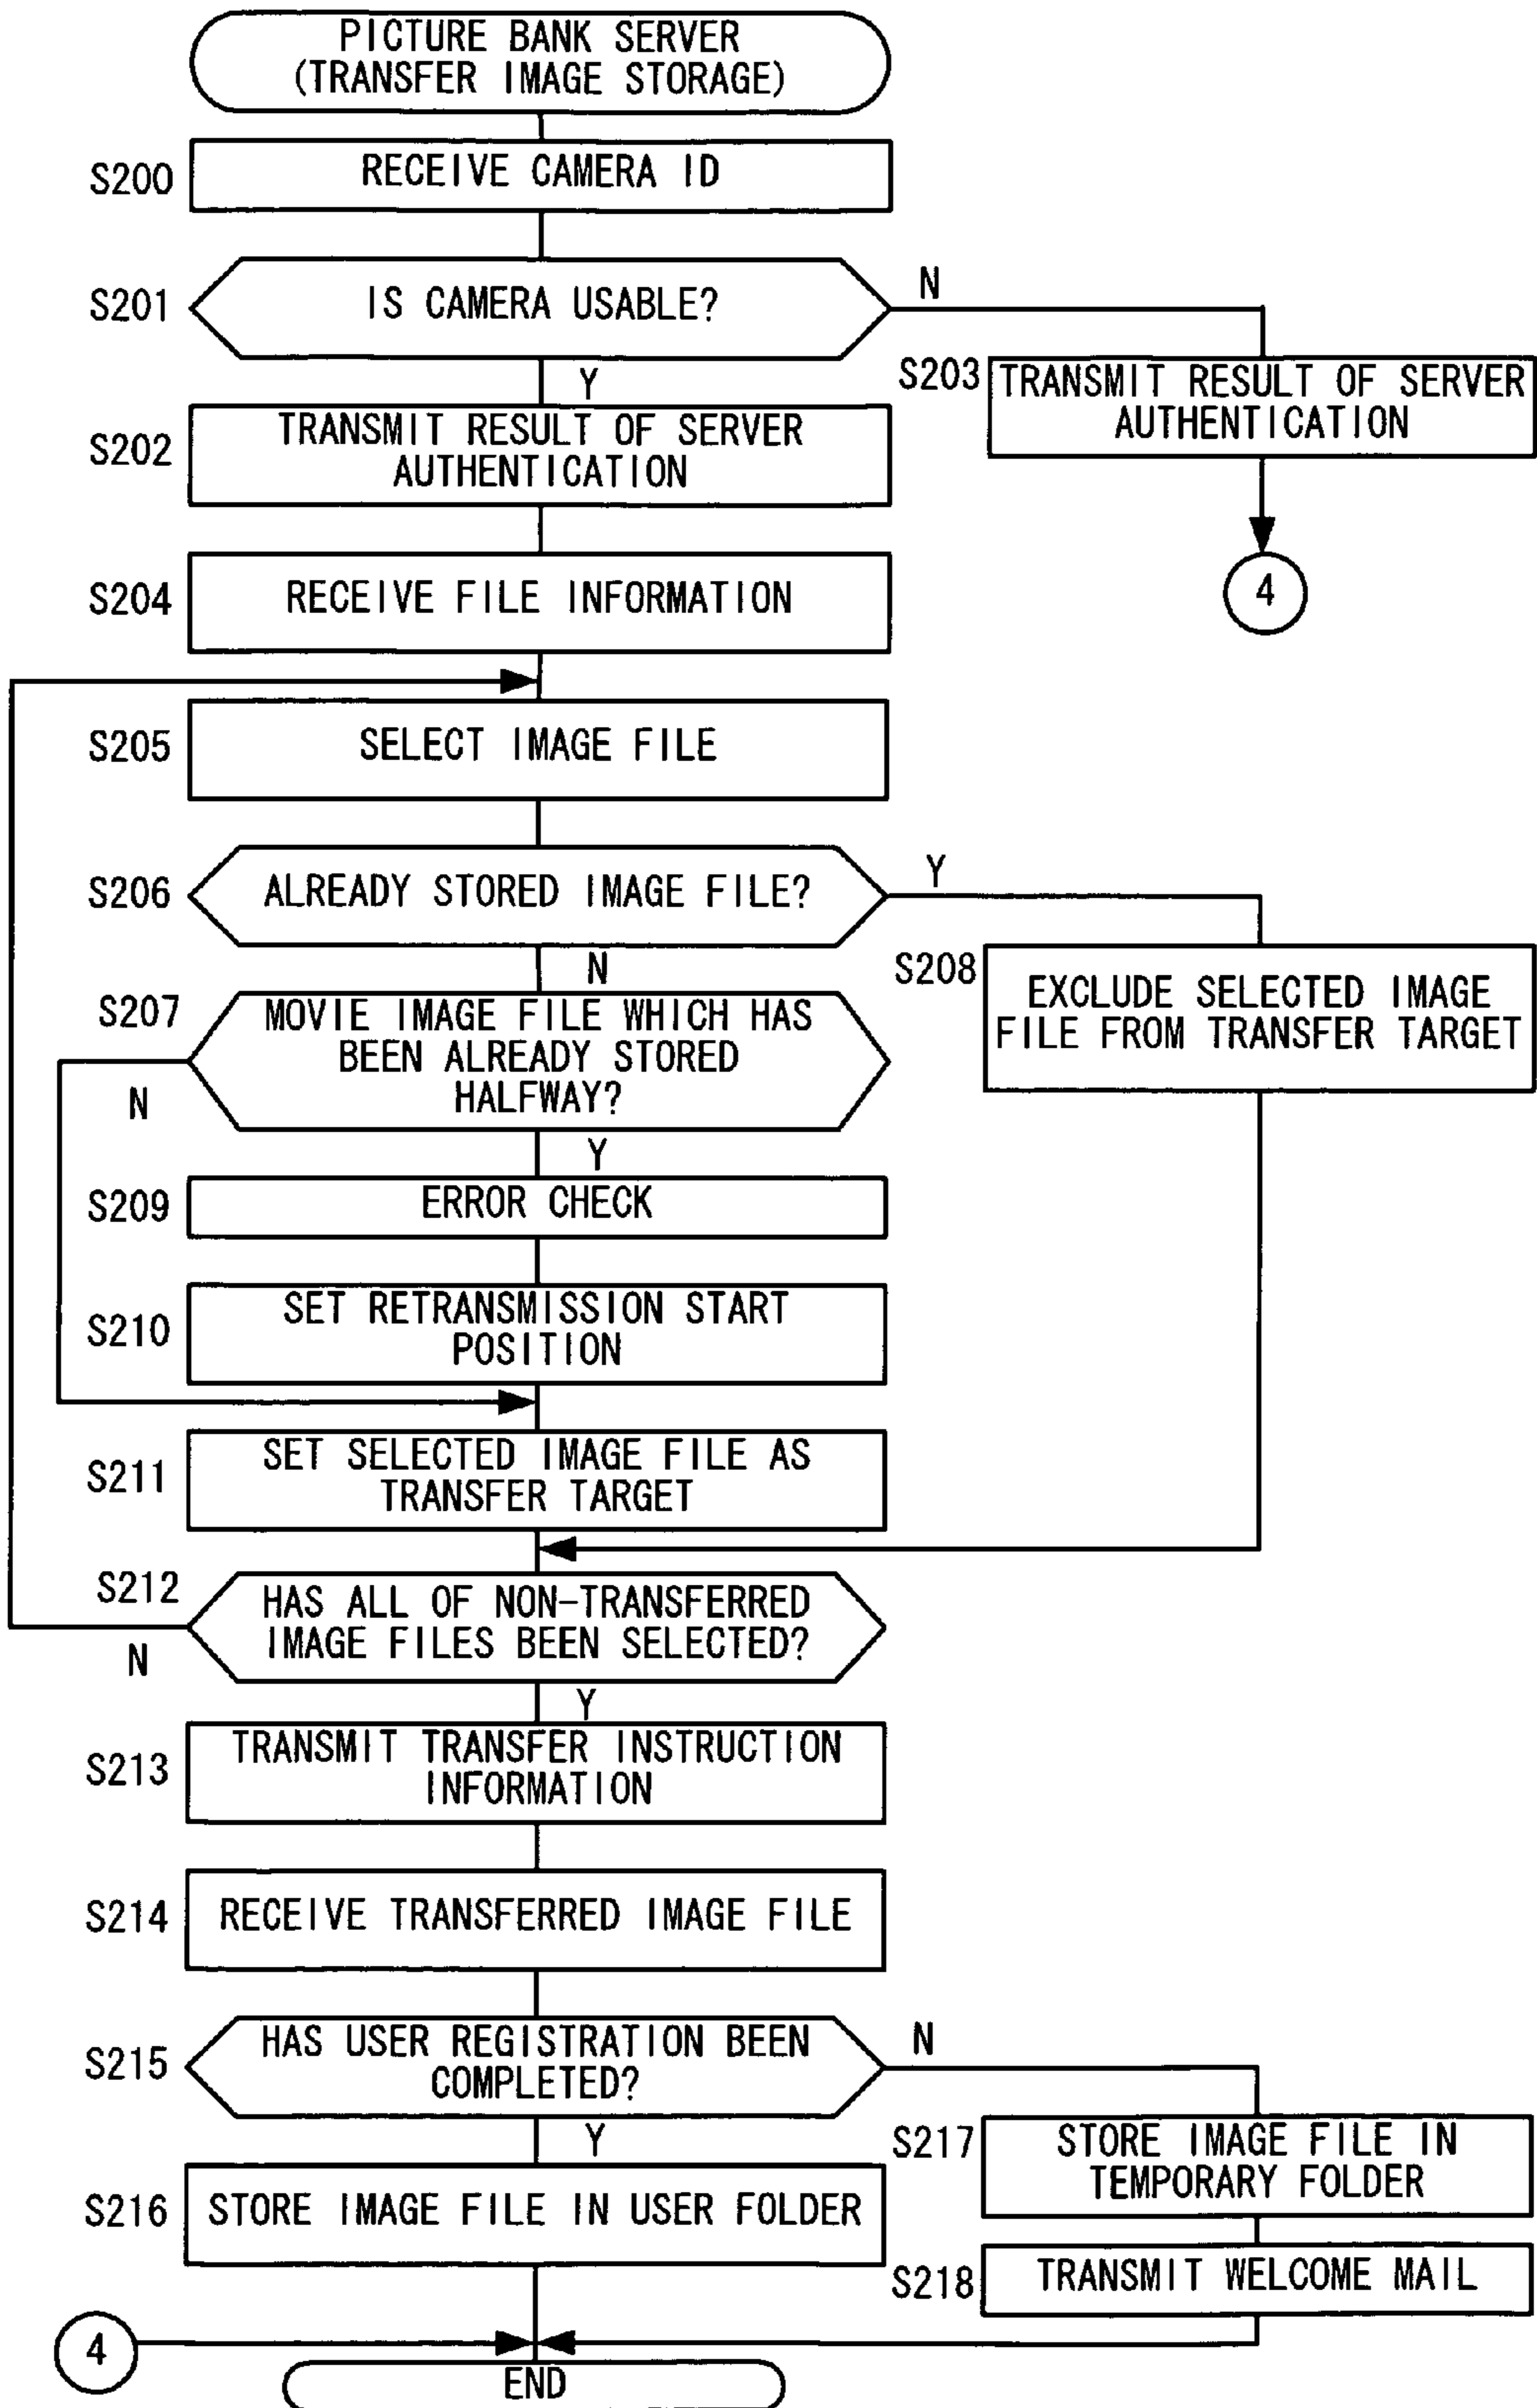 PICTURE BANK SERVER
(TRANSFER IMAGE STORAGE)
S200
RECEIVE CAMERA ID
S201
IS CAMERA USABLE?
N
Y
S203
TRANSMIT RESULT OF SERVER
AUTHENTICATION
S202
TRANSMIT RESULT OF SERVER
AUTHENTICATION
4
S204
RECEIVE FILE INFORMATION
S205
SELECT IMAGE FILE
S206
ALREADY STORED IMAGE FILE?
Y
N
S208
EXCLUDE SELECTED IMAGE
FILE FROM TRANSFER TARGET
S207
MOVIE IMAGE FILE WHICH HAS
BEEN ALREADY STORED
HALFWAY?
N
Y
S209
ERROR CHECK
S210
SET RETRANSMISSION START
POSITION
S211
SET SELECTED IMAGE FILE AS
TRANSFER TARGET
S212
HAS ALL OF NON-TRANSFERRED
IMAGE FILES BEEN SELECTED?
N
Y
S213
TRANSMIT TRANSFER INSTRUCTION
INFORMATION
S214
RECEIVE TRANSFERRED IMAGE FILE
S215
HAS USER REGISTRATION BEEN
COMPLETED?
N
Y
S217
STORE IMAGE FILE IN
TEMPORARY FOLDER
S216
STORE IMAGE FILE IN USER FOLDER
S218
TRANSMIT WELCOME MAIL
4
END